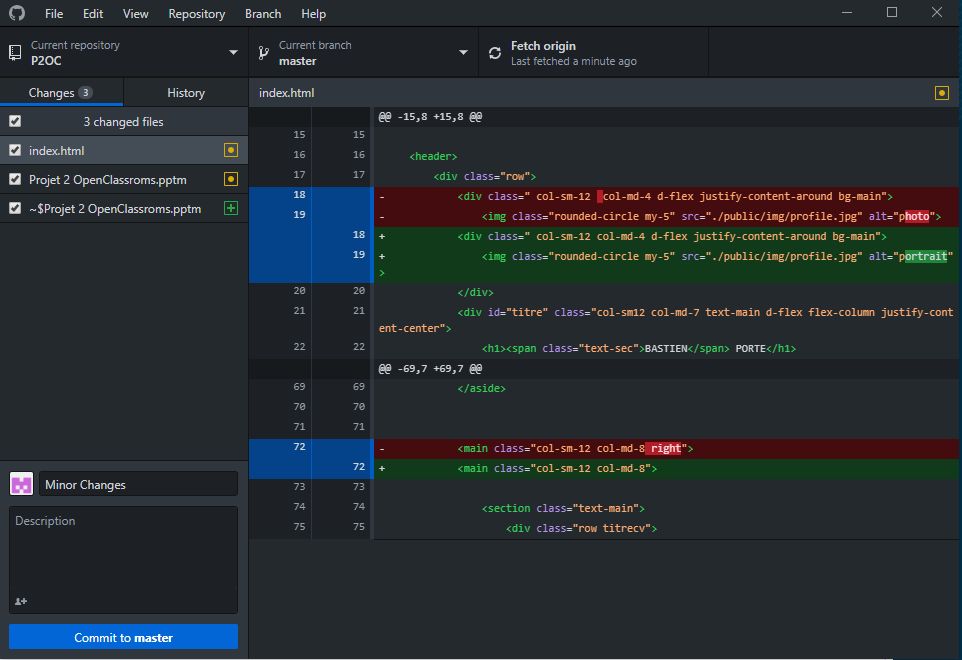 File Edit View Repository Branch Help
Current repository
P2OC
Current branch
master
Fetch origin
Last fetched a minute ago
Changes 3 History
3 changed files
index.html
Projet 2 OpenClassroms.pptm
~$Projet 2 OpenClassroms.pptm
Minor Changes
Description
Commit to master
index.html
@@ -15,8 +15,8 @@
15 15
16 16 <header>
17 17 <div class="row">
18 - <div class=" col-sm-12  col-md-4 d-flex justify-content-around bg-main">
19 - <img class="rounded-circle my-5" src="./public/img/profile.jpg" alt="photo">
18 + <div class=" col-sm-12 col-md-4 d-flex justify-content-around bg-main">
19 + <img class="rounded-circle my-5" src="./public/img/profile.jpg" alt="portrait"
>
20 20 </div>
21 21 <div id="titre" class="col-sm12 col-md-7 text-main d-flex flex-column justify-cont
ent-center">
22 22 <h1><span class="text-sec">BASTIEN</span> PORTE</h1>
@@ -69,7 +69,7 @@
69 69 </aside>
70 70
71 71
72 - <main class="col-sm-12 col-md-8 right">
72 + <main class="col-sm-12 col-md-8">
73 73
74 74 <section class="text-main">
75 75 <div class="row titrecv">